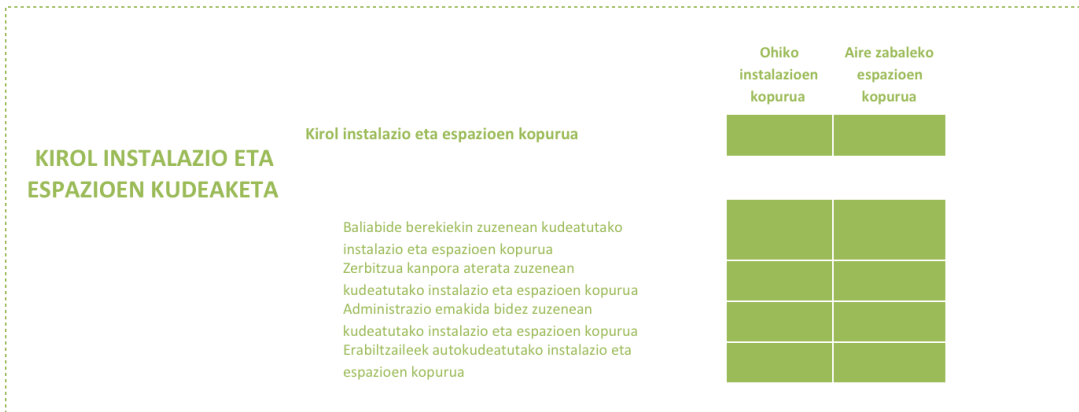 Ohiko
instalazioen
kopurua
Aire zabaleko
espazioen
kopurua
Kirol instalazio eta espazioen kopurua
KIROL INSTALAZIO ETA
ESPAZIOEN KUDEAKETA
Baliabide berekiekin zuzenean kudeatutako
instalazio eta espazioen kopurua
Zerbitzua kanpora aterata zuzenean
kudeatutako instalazio eta espazioen kopurua
Administrazio emakida bidez zuzenean
kudeatutako instalazio eta espazioen kopurua
Erabiltzaileek autokudeatutako instalazio eta
espazioen kopurua